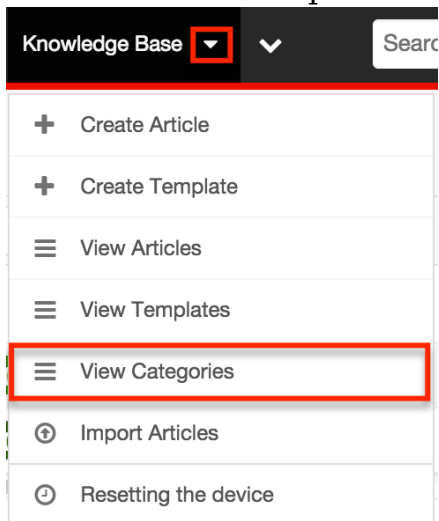 Knowledge Base
Searc
Create Article
Create Template
View Articles
View Templates
View Categories
Import Articles
Resetting the device